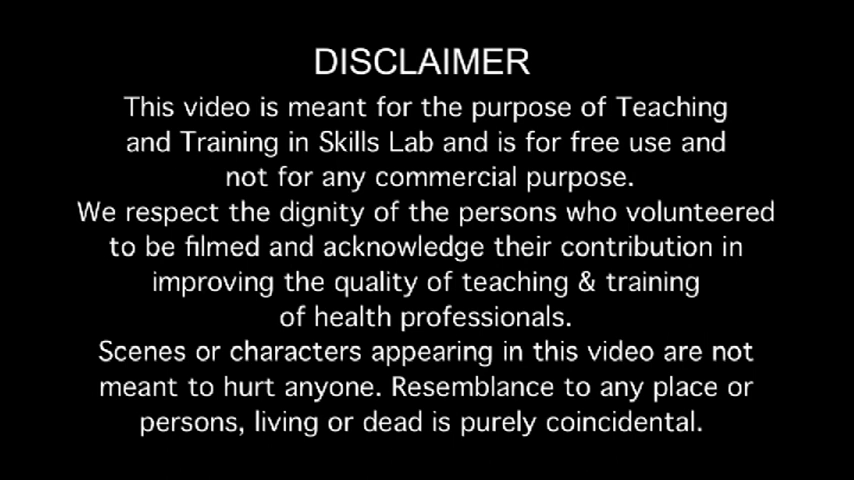 DISCLAIMER
This video is meant for the purpose of Teaching
and Training in Skills Lab and is for free use and
not for any commercial purpose.
We respect the dignity of the persons who volunteered
to be filmed and acknowledge their contribution in
improving the quality of teaching & training
of health professionals.
Scenes or characters appearing in this video are not
meant to hurt anyone. Resemblance to any place or
persons, living or dead is purely coincidental.